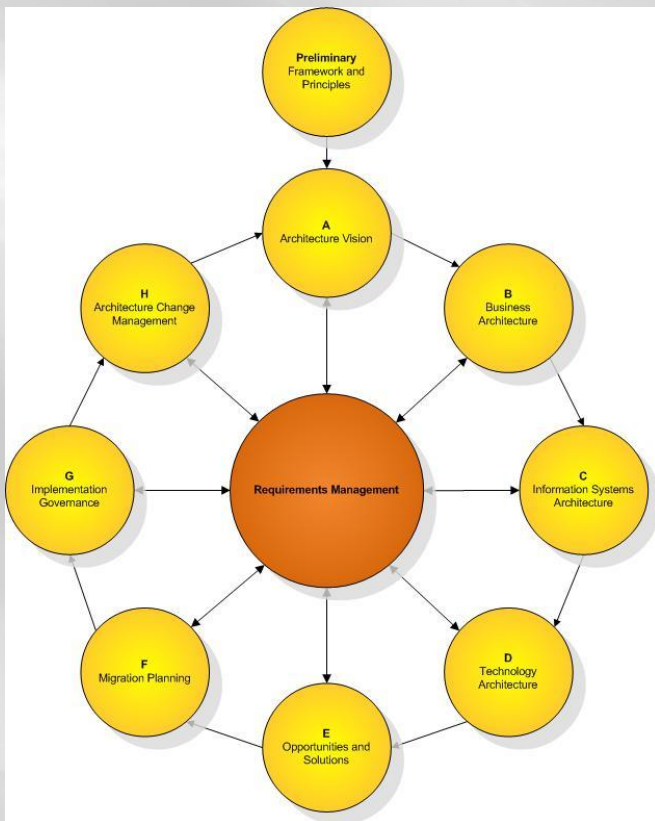 Preliminary
Framework and
Principles
A
Architecture Vision
B
Business
Architecture
C
Information Systems
Architecture
D
Technology
Architecture
E
Opportunities and
Solutions
F
Migration Planning
G
Implementation
Governance
H
Architecture Change
Management
Requirements Management